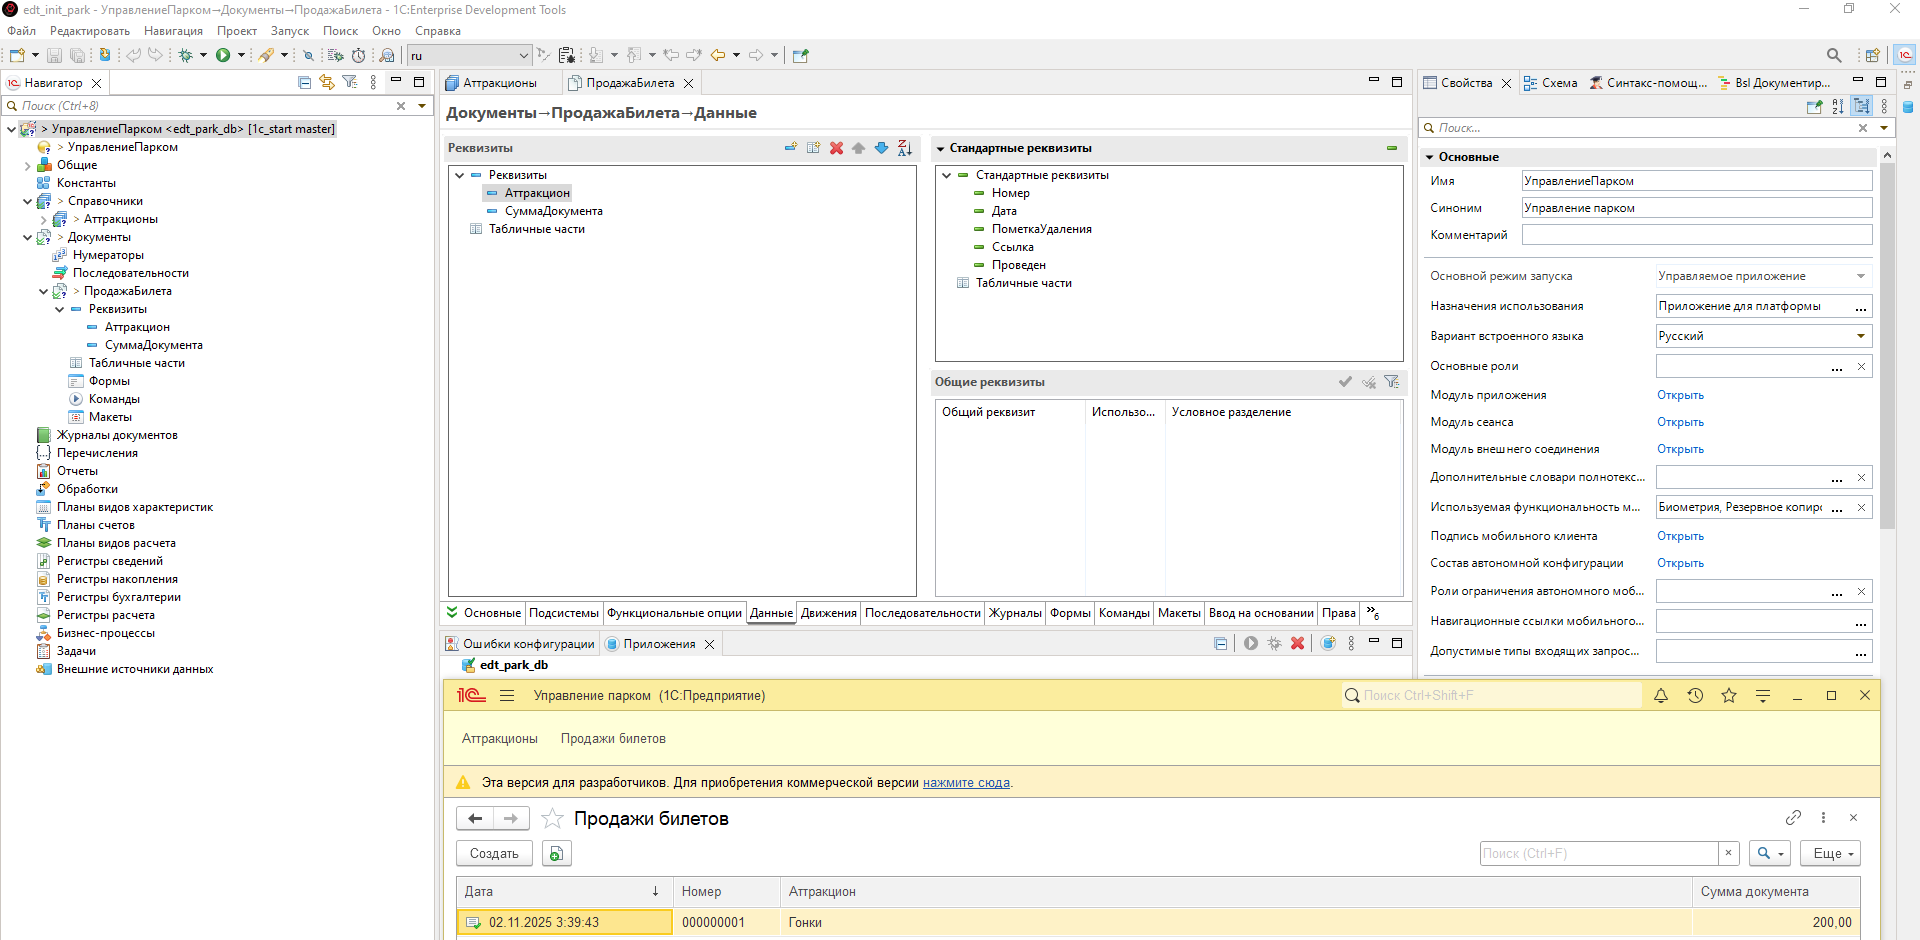 edt_init_park - УправлениеПарком→Документы→ПродажаБилета - 1C:Enterprise Development Tools
Файл Редактировать Навигация Проект Запуск Поиск Окно Справка
ru
Навигатор
Поиск (Ctrl+8)
> УправлениеПарком <edt_park_db> [1c_start master]
> УправлениеПарком
Общие
Константы
> Справочники
> Аттракционы
> Документы
Нумераторы
Последовательности
> ПродажаБилета
Реквизиты
Аттракцион
СуммаДокумента
Табличные части
Формы
Команды
Макеты
Журналы документов
Перечисления
Отчеты
Обработки
Планы видов характеристик
Планы счетов
Планы видов расчета
Регистры сведений
Регистры накопления
Регистры бухгалтерии
Регистры расчета
Бизнес-процессы
Задачи
Внешние источники данных
Аттракционы ПродажаБилета
Документы→ПродажаБилета→Данные
Реквизиты
Реквизиты
Аттракцион
СуммаДокумента
Табличные части
Стандартные реквизиты
Стандартные реквизиты
Номер
Дата
ПометкаУдаления
Ссылка
Проведен
Табличные части
Общие реквизиты
Общий реквизит Использо... Условное разделение
Основные Подсистемы Функциональные опции Данные Движения Последовательности Журналы Формы Команды Макеты Ввод на основании Права »6
Ошибки конфигурации Приложения
edt_park_db
Свойства Схема Синтакс-помощ... Bsl Документир...
Поиск...
Основные
Имя УправлениеПарком
Синоним Управление парком
Комментарий
Основной режим запуска Управляемое приложение
Назначения использования Приложение для платформы ...
Вариант встроенного языка Русский
Основные роли ...
Модуль приложения Открыть
Модуль сеанса Открыть
Модуль внешнего соединения Открыть
Дополнительные словари полнотекс... ...
Используемая функциональность м... Биометрия, Резервное копирс ...
Подпись мобильного клиента Открыть
Состав автономной конфигурации Открыть
Роли ограничения автономного моб... ...
Навигационные ссылки мобильного... ...
Допустимые типы входящих запрос... ...
1С Управление парком (1С:Предприятие) Поиск Ctrl+Shift+F
Аттракционы Продажи билетов
Эта версия для разработчиков. Для приобретения коммерческой версии нажмите сюда.
Продажи билетов
Создать Поиск (Ctrl+F) × Еще
Дата ↓ Номер Аттракцион Сумма документа
02.11.2025 3:39:43 000000001 Гонки 200,00